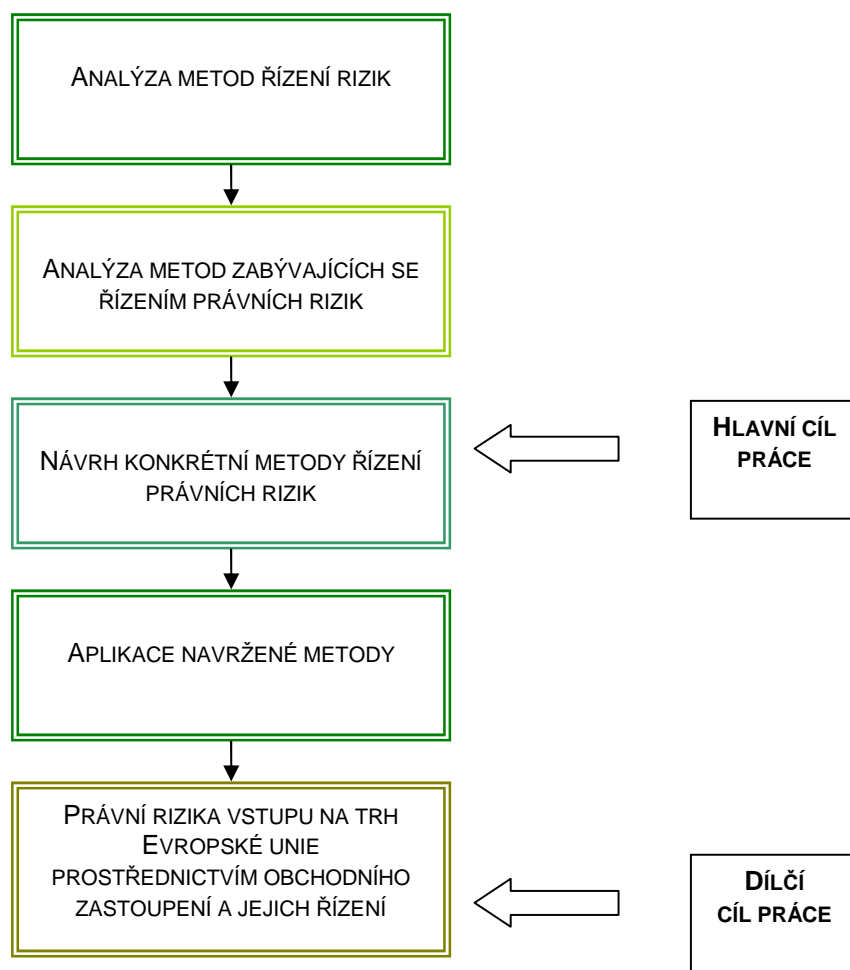 ANALÝZA METOD ŘÍZENÍ RIZIK
ANALÝZA METOD ZABÝVAJÍCÍCH SE
ŘÍZENÍM PRÁVNÍCH RIZIK
NÁVRH KONKRÉTNÍ METODY ŘÍZENÍ
PRÁVNÍCH RIZIK
HLAVNÍ CÍL
PRÁCE
APLIKACE NAVRŽENÉ METODY
PRÁVNÍ RIZIKA VSTUPU NA TRH
EVROPSKÉ UNIE
PROSTŘEDNICTVÍM OBCHODNÍHO
ZASTOUPENÍ A JEJICH ŘÍZENÍ
DÍLČÍ
CÍL PRÁCE